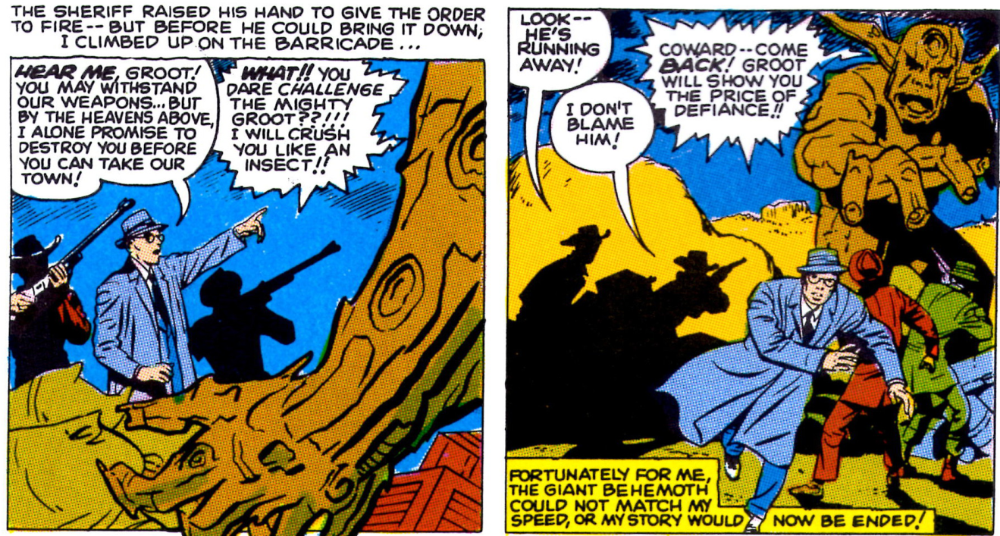 THE SHERIFF RAISED HIS HAND TO GIVE THE ORDER
TO FIRE-- BUT BEFORE HE COULD BRING IT DOWN,
I CLIMBED UP ON THE BARRICADE...
HEAR ME, GROOT!
YOU MAY WITHSTAND
OUR WEAPONS... BUT
BY THE HEAVENS ABOVE,
I ALONE PROMISE TO
DESTROY YOU BEFORE
YOU CAN TAKE OUR
TOWN!
WHAT!! YOU
DARE CHALLENGE
THE MIGHTY
GROOT??!!!
I WILL CRUSH
YOU LIKE AN
INSECT!!
LOOK--
HE'S
RUNNING
AWAY!
I DON'T
BLAME
HIM!
COWARD--COME
BACK! GROOT
WILL SHOW YOU
THE PRICE OF
DEFIANCE!!
FORTUNATELY FOR ME,
THE GIANT BEHEMOTH
COULD NOT MATCH MY
SPEED, OR MY STORY WOULD NOW BE ENDED!